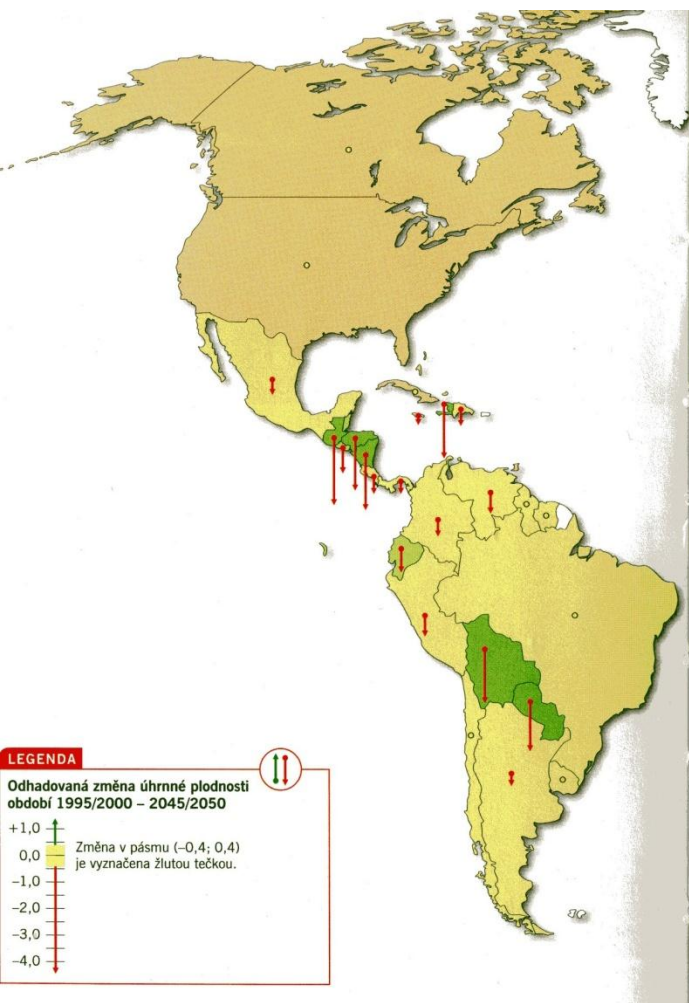 LEGENDA
Odhadovaná změna úhrnné plodnosti
období 1995/2000 – 2045/2050
+1,0
0,0
−1,0
−2,0
−3,0
−4,0
Změna v pásmu (−0,4; 0,4)
je vyznačena žlutou tečkou.